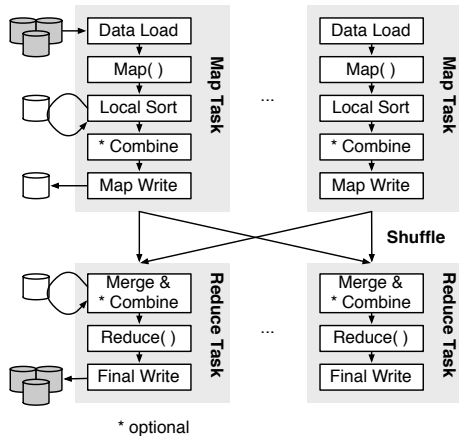 Data Load
Map( )
Local Sort
* Combine
Map Write
Map Task
...
Data Load
Map( )
Local Sort
* Combine
Map Write
Map Task
Shuffle
Merge &
* Combine
Reduce( )
Final Write
Reduce Task
...
Merge &
* Combine
Reduce( )
Final Write
Reduce Task
* optional